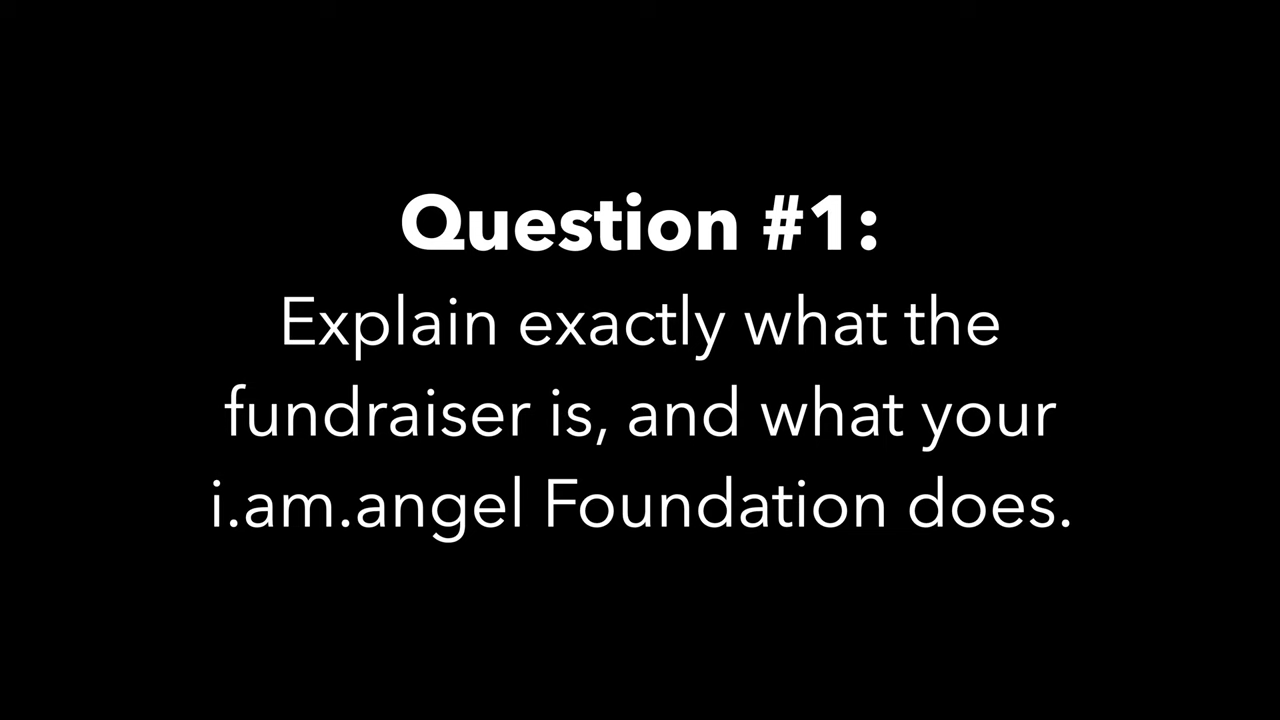 Question #1:
Explain exactly what the
fundraiser is, and what your
i.am.angel Foundation does.